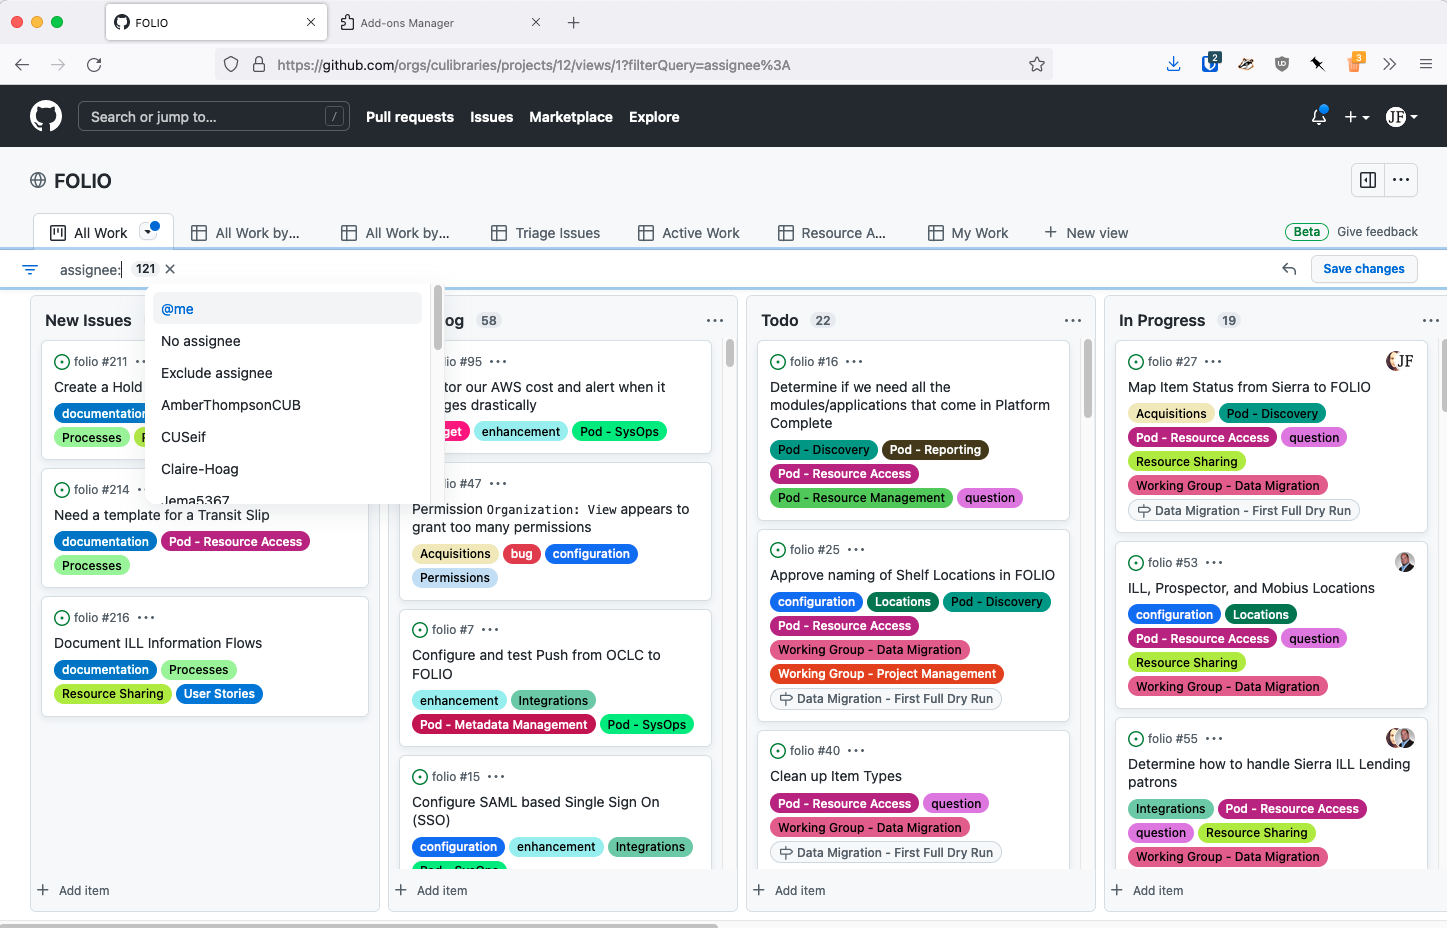 FOLIO
Add-ons Manager
https://github.com/orgs/culibraries/projects/12/views/1?filterQuery=assignee%3A
2
3
Search or jump to...
/
Pull requests
Issues
Marketplace
Explore
JF
FOLIO
All Work
All Work by...
All Work by...
Triage Issues
Active Work
Resource A...
My Work
New view
Beta
Give feedback
assignee:
121
Save changes
@me
No assignee
Exclude assignee
AmberThompsonCUB
CUSeif
Claire-Hoag
Jema5367
New Issues
folio #211
Create a Hold
documentation
Processes
folio #214
Need a template for a Transit Slip
documentation
Pod - Resource Access
Processes
folio #216
Document ILL Information Flows
documentation
Processes
Resource Sharing
User Stories
Add item
og
58
io #95
tor our AWS cost and alert when it
ges drastically
get
enhancement
Pod - SysOps
io #47
Permission Organization: View appears to
grant too many permissions
Acquisitions
bug
configuration
Permissions
folio #7
Configure and test Push from OCLC to
FOLIO
enhancement
Integrations
Pod - Metadata Management
Pod - SysOps
folio #15
Configure SAML based Single Sign On
(SSO)
configuration
enhancement
Integrations
Pod - SysOps
Add item
Todo
22
folio #16
Determine if we need all the
modules/applications that come in Platform
Complete
Pod - Discovery
Pod - Reporting
Pod - Resource Access
Pod - Resource Management
question
folio #25
Approve naming of Shelf Locations in FOLIO
configuration
Locations
Pod - Discovery
Pod - Resource Access
Working Group - Data Migration
Working Group - Project Management
Data Migration - First Full Dry Run
folio #40
Clean up Item Types
Pod - Resource Access
question
Working Group - Data Migration
Data Migration - First Full Dry Run
Add item
In Progress
19
folio #27
JF
Map Item Status from Sierra to FOLIO
Acquisitions
Pod - Discovery
Pod - Resource Access
question
Resource Sharing
Working Group - Data Migration
Data Migration - First Full Dry Run
folio #53
ILL, Prospector, and Mobius Locations
configuration
Locations
Pod - Resource Access
question
Resource Sharing
Working Group - Data Migration
folio #55
Determine how to handle Sierra ILL Lending
patrons
Integrations
Pod - Resource Access
question
Resource Sharing
Working Group - Data Migration
Add item